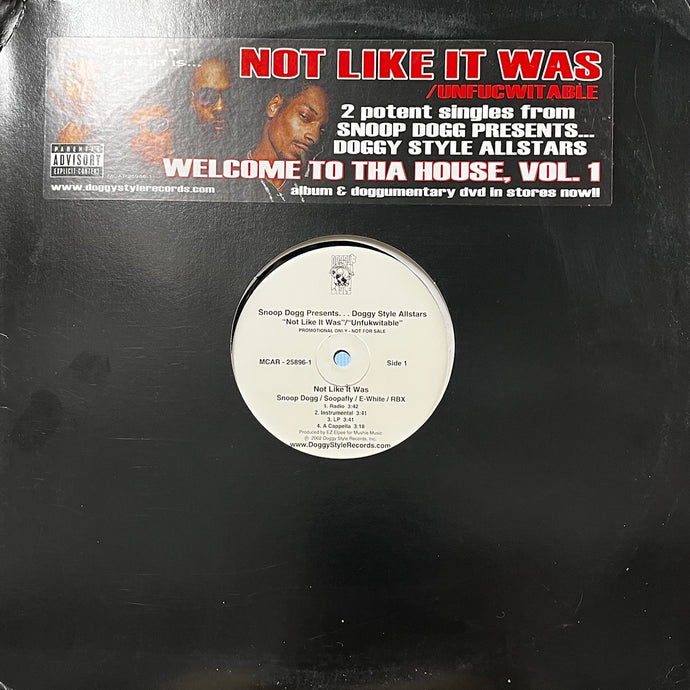 TELL IT
LIKE IT IS...
NOT LIKE IT WAS
/UNFUCWITABLE
2 potent singles from
SNOOP DOGG PRESENTS...
DOGGY STYLE ALLSTARS
WELCOME TO THA HOUSE, VOL. 1
album & doggumentary dvd in stores now!!
PARENTAL
ADVISORY
EXPLICIT CONTENT
www.doggystylerecords.com
Snoop Dogg Presents. . . Doggy Style Allstars
"Not Like It Was"/"Unfukwitable"
PROMOTIONAL ONLY - NOT FOR SALE
MCAR - 25896-1
Side 1
Not Like It Was
Snoop Dogg / Soopafly / E-White / RBX
1. Radio 3:42
2. Instrumental 3:41
3. LP 3:41
4. A Cappella 3:18
Produced by EZ Elpee for Mushie Music
℗ 2002 Doggy Style Records, Inc.
www.DoggyStyleRecords.com